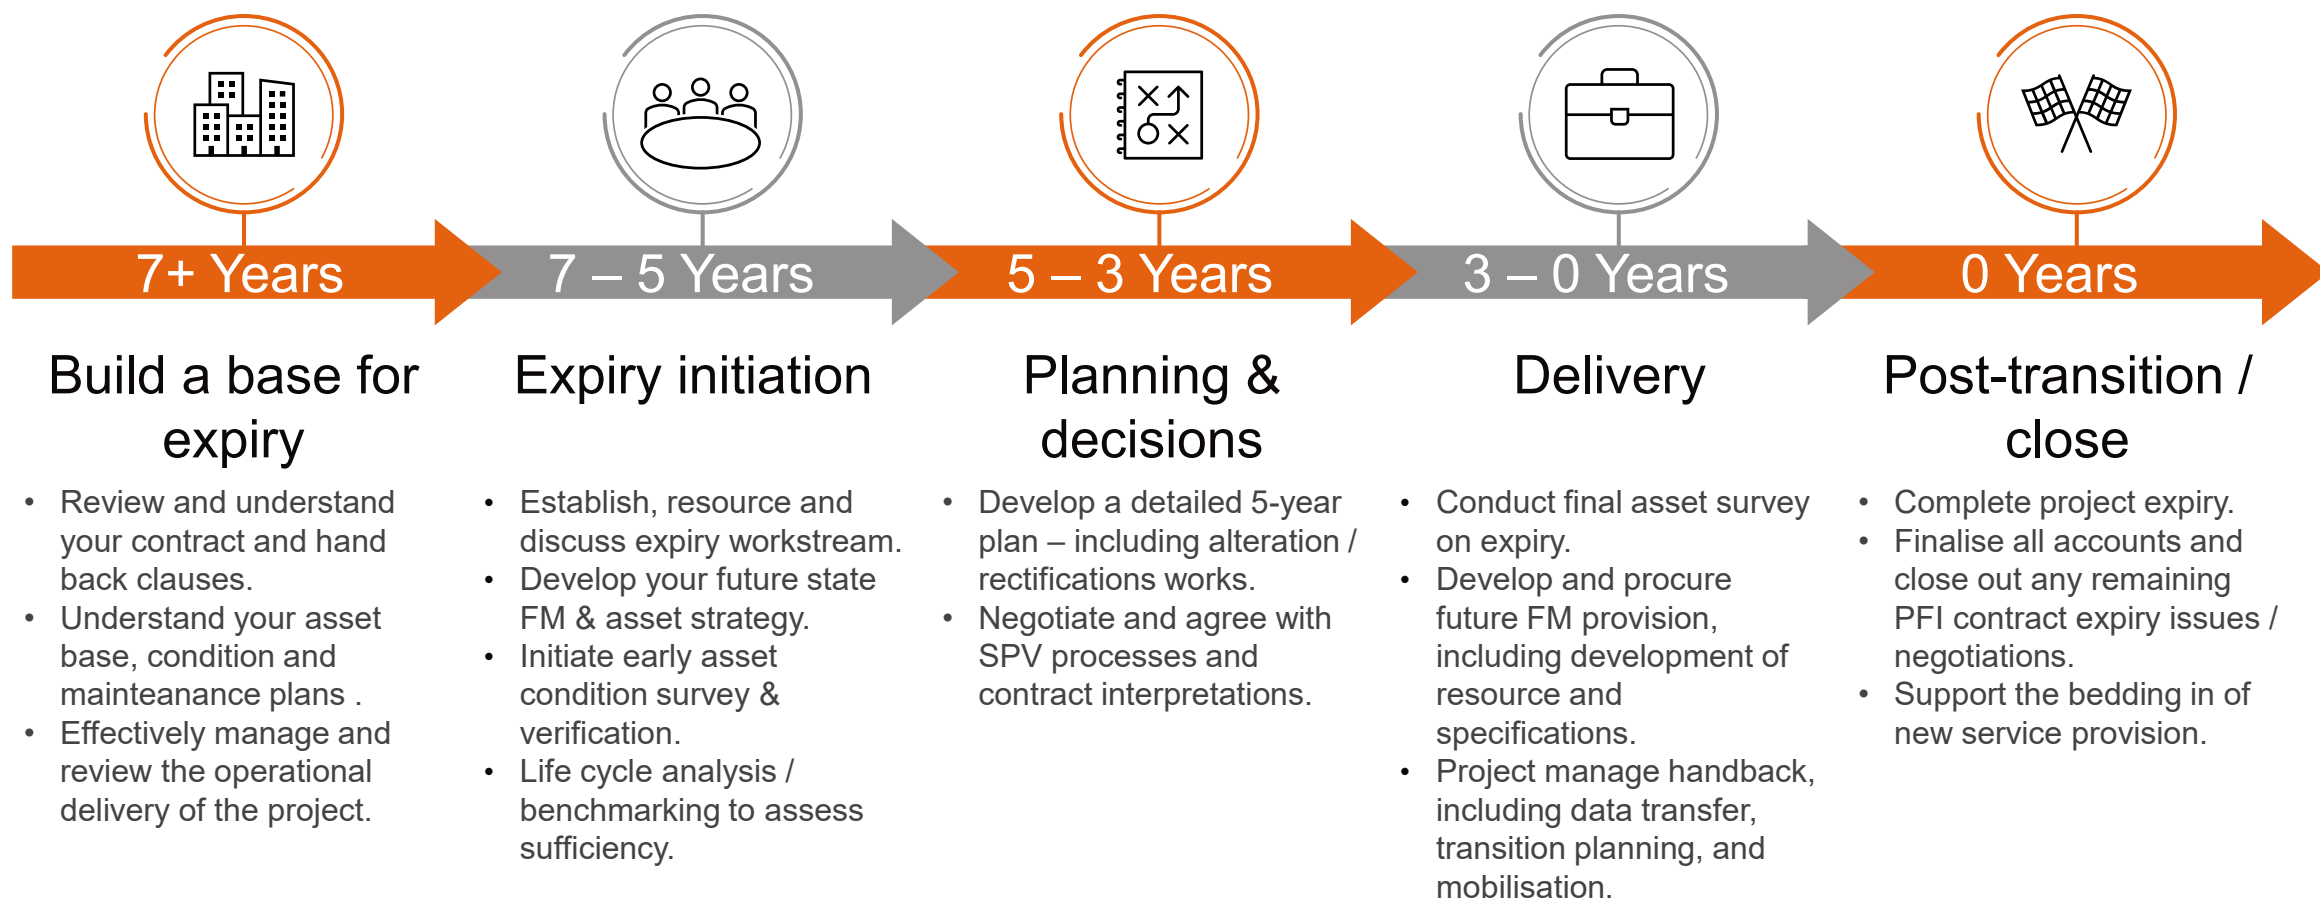 7+ Years
7 – 5 Years
5 – 3 Years
3 – 0 Years
0 Years
Build a base for
expiry
• Review and understand
your contract and hand
back clauses.
• Understand your asset
base, condition and
mainteanance plans .
• Effectively manage and
review the operational
delivery of the project.
Expiry initiation
• Establish, resource and
discuss expiry workstream.
• Develop your future state
FM & asset strategy.
• Initiate early asset
condition survey &
verification.
• Life cycle analysis /
benchmarking to assess
sufficiency.
Planning &
decisions
• Develop a detailed 5-year
plan – including alteration /
rectifications works.
• Negotiate and agree with
SPV processes and
contract interpretations.
Delivery
• Conduct final asset survey
on expiry.
• Develop and procure
future FM provision,
including development of
resource and
specifications.
• Project manage handback,
including data transfer,
transition planning, and
mobilisation.
Post-transition /
close
• Complete project expiry.
• Finalise all accounts and
close out any remaining
PFI contract expiry issues /
negotiations.
• Support the bedding in of
new service provision.